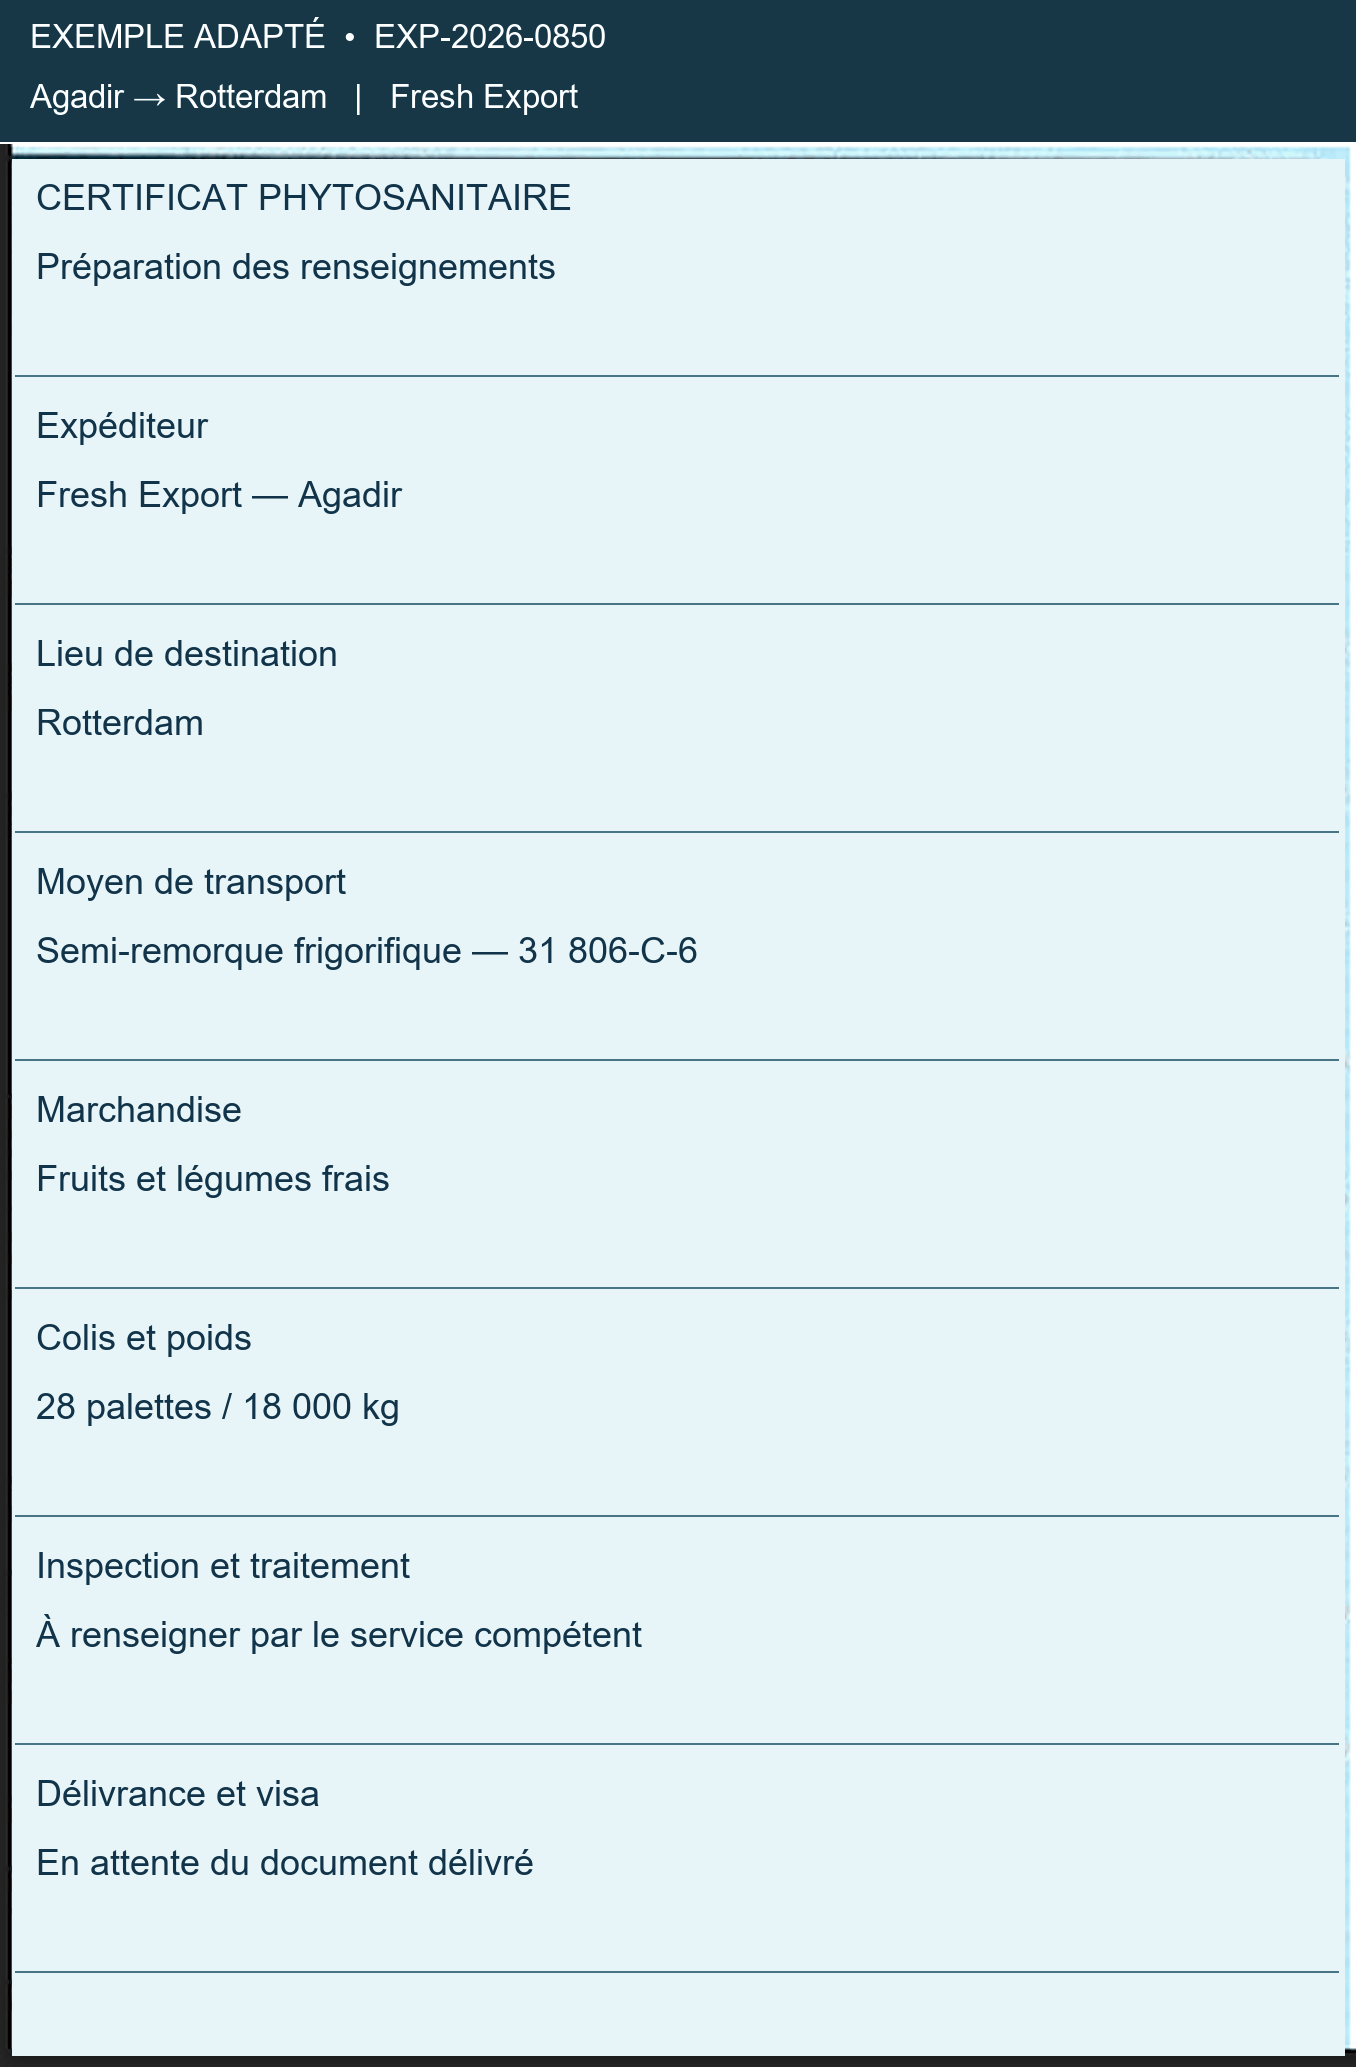 EXEMPLE ADAPTÉ • EXP-2026-0850
Agadir → Rotterdam | Fresh Export
CERTIFICAT PHYTOSANITAIRE
Préparation des renseignements
Expéditeur
Fresh Export — Agadir
Lieu de destination
Rotterdam
Moyen de transport
Semi-remorque frigorifique — 31 806-C-6
Marchandise
Fruits et légumes frais
Colis et poids
28 palettes / 18 000 kg
Inspection et traitement
À renseigner par le service compétent
Délivrance et visa
En attente du document délivré